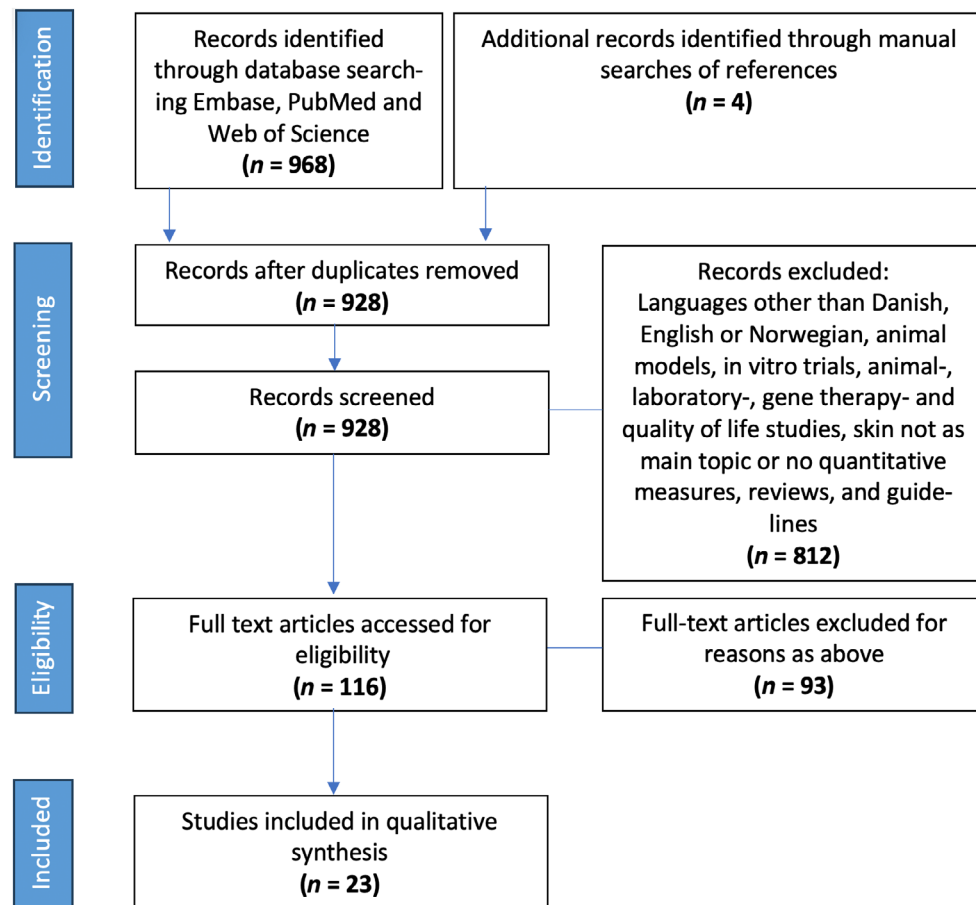 Identification
Records identified
through database search-
ing Embase, PubMed and
Web of Science
(n = 968)
Additional records identified through manual
searches of references
(n = 4)
Screening
Records after duplicates removed
(n = 928)
Records screened
(n = 928)
Records excluded:
Languages other than Danish,
English or Norwegian, animal
models, in vitro trials, animal-,
laboratory-, gene therapy- and
quality of life studies, skin not as
main topic or no quantitative
measures, reviews, and guide-
lines
(n = 812)
Eligibility
Full text articles accessed for
eligibility
(n = 116)
Full-text articles excluded for
reasons as above
(n = 93)
Included
Studies included in qualitative
synthesis
(n = 23)